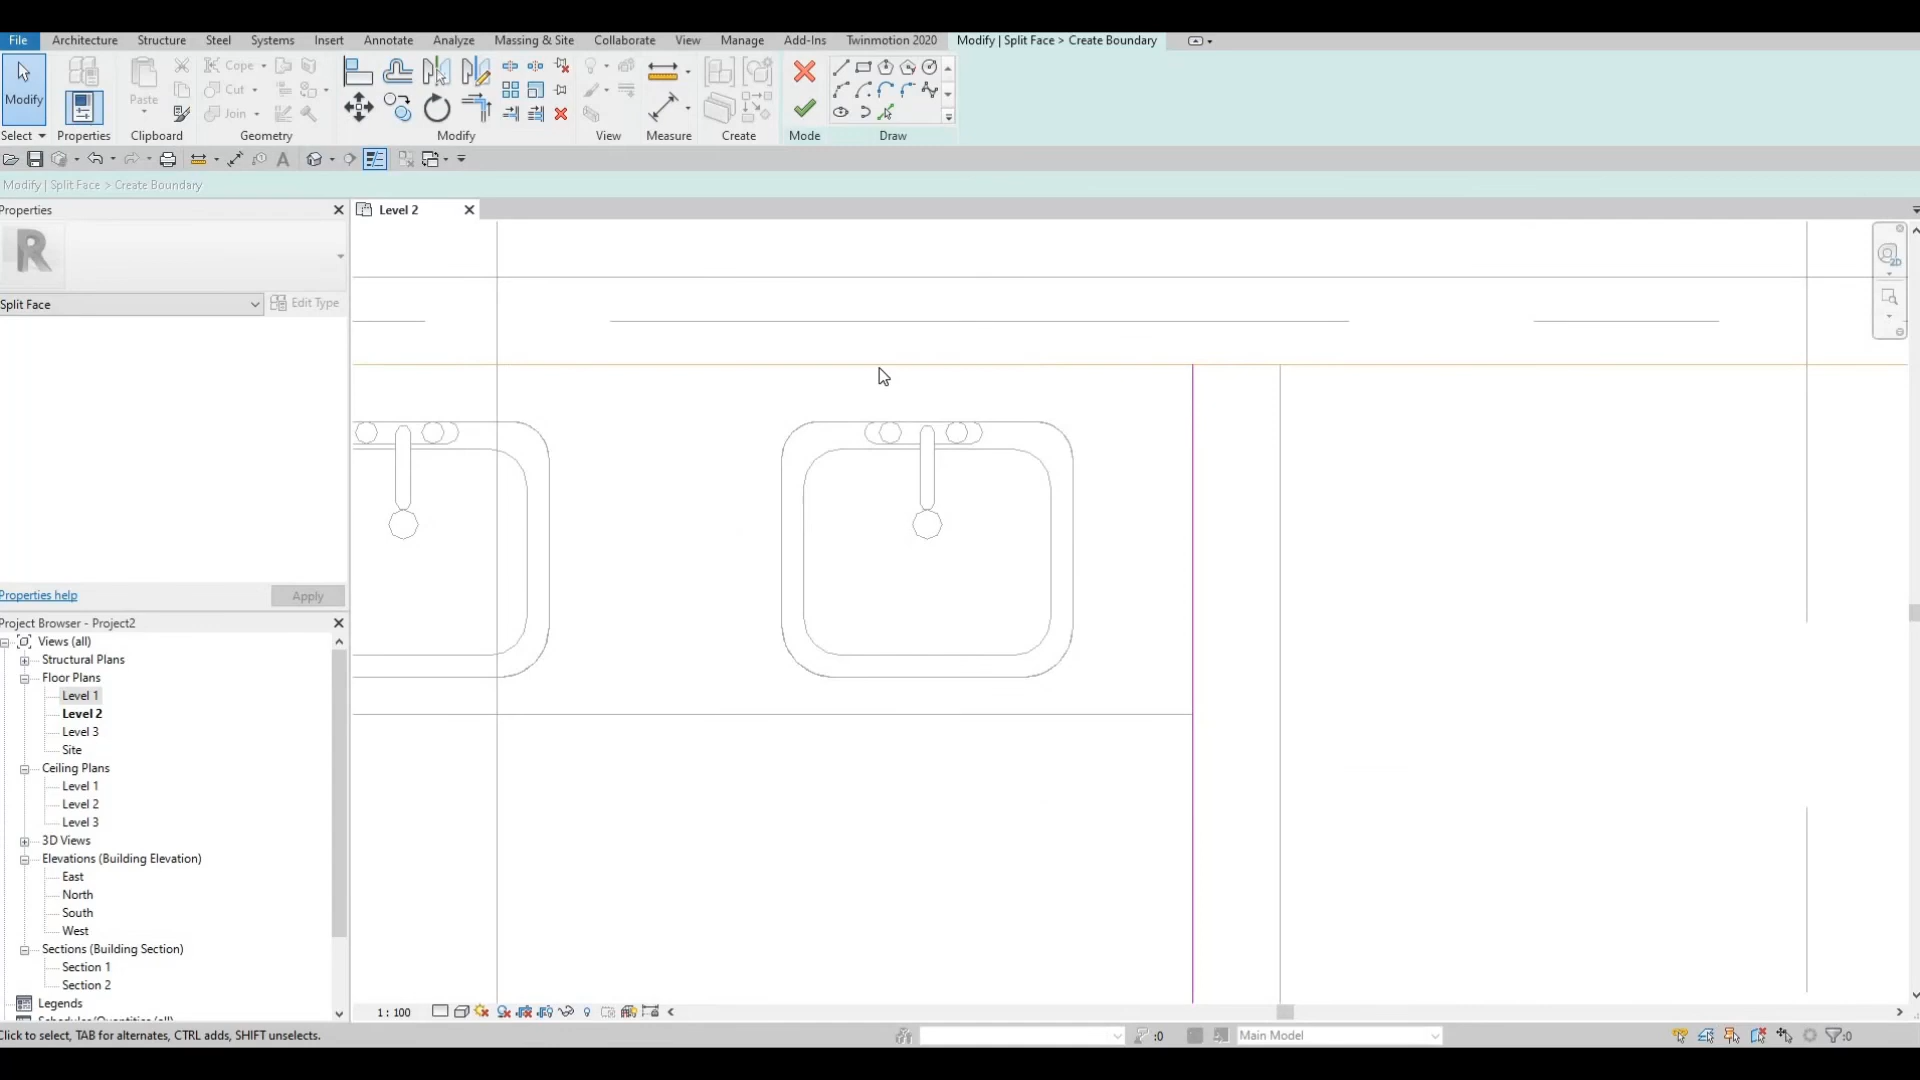 File Architecture Structure Steel Systems Insert Annotate Analyze Massing & Site Collaborate View Manage Add-Ins Twinmotion 2020 Modify | Split Face > Create Boundary
Modify Paste Cope Cut Join
Select Properties Clipboard Geometry Modify View Measure Create Mode Draw
Modify | Split Face > Create Boundary
Properties
Level 2
R
2D
Split Face Edit Type
Properties help Apply
Project Browser - Project2
Views (all)
Structural Plans
Floor Plans
Level 1
Level 2
Level 3
Site
Ceiling Plans
Level 1
Level 2
Level 3
3D Views
Elevations (Building Elevation)
East
North
South
West
Sections (Building Section)
Section 1
Section 2
Legends
Schedules/Quantities (all)
1 : 100
Click to select, TAB for alternates, CTRL adds, SHIFT unselects. :0 Main Model :0